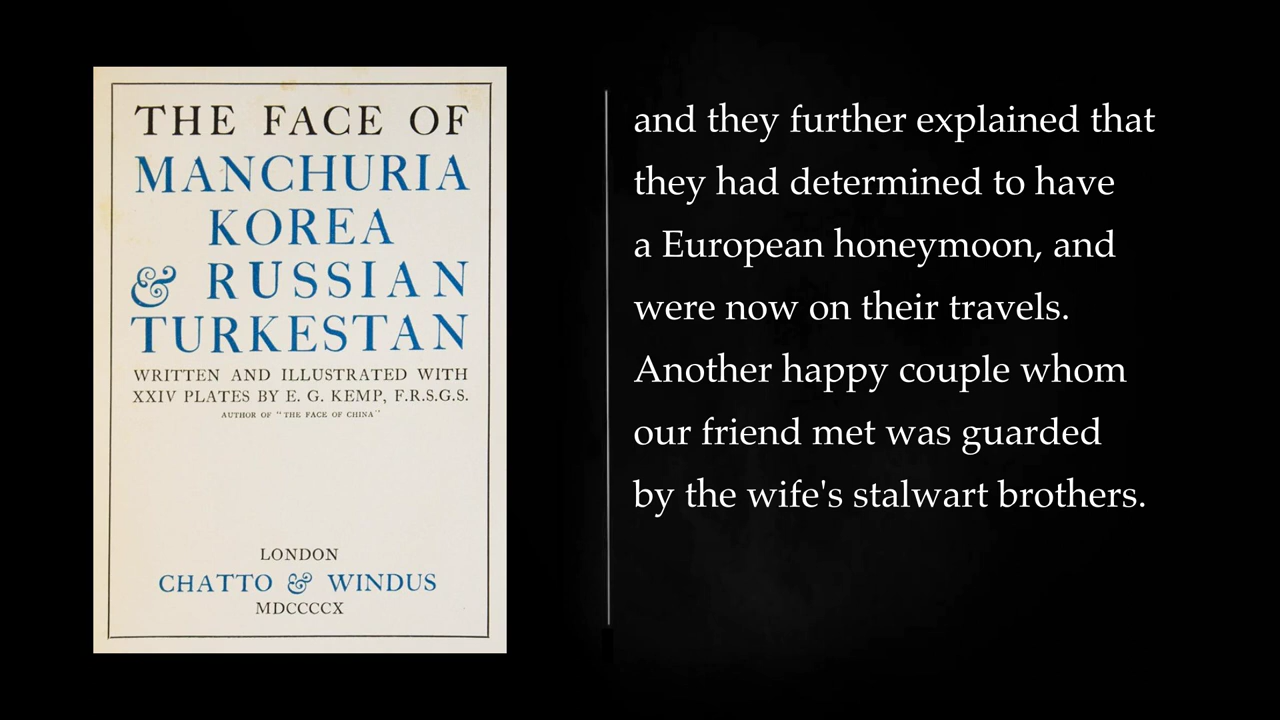 THE FACE OF
MANCHURIA
KOREA
& RUSSIAN
TURKESTAN
WRITTEN AND ILLUSTRATED WITH
XXIV PLATES BY E. G. KEMP, F.R.S.G.S.
AUTHOR OF "THE FACE OF CHINA"
LONDON
CHATTO & WINDUS
MDCCCCX
and they further explained that
they had determined to have
a European honeymoon, and
were now on their travels.
Another happy couple whom
our friend met was guarded
by the wife's stalwart brothers.